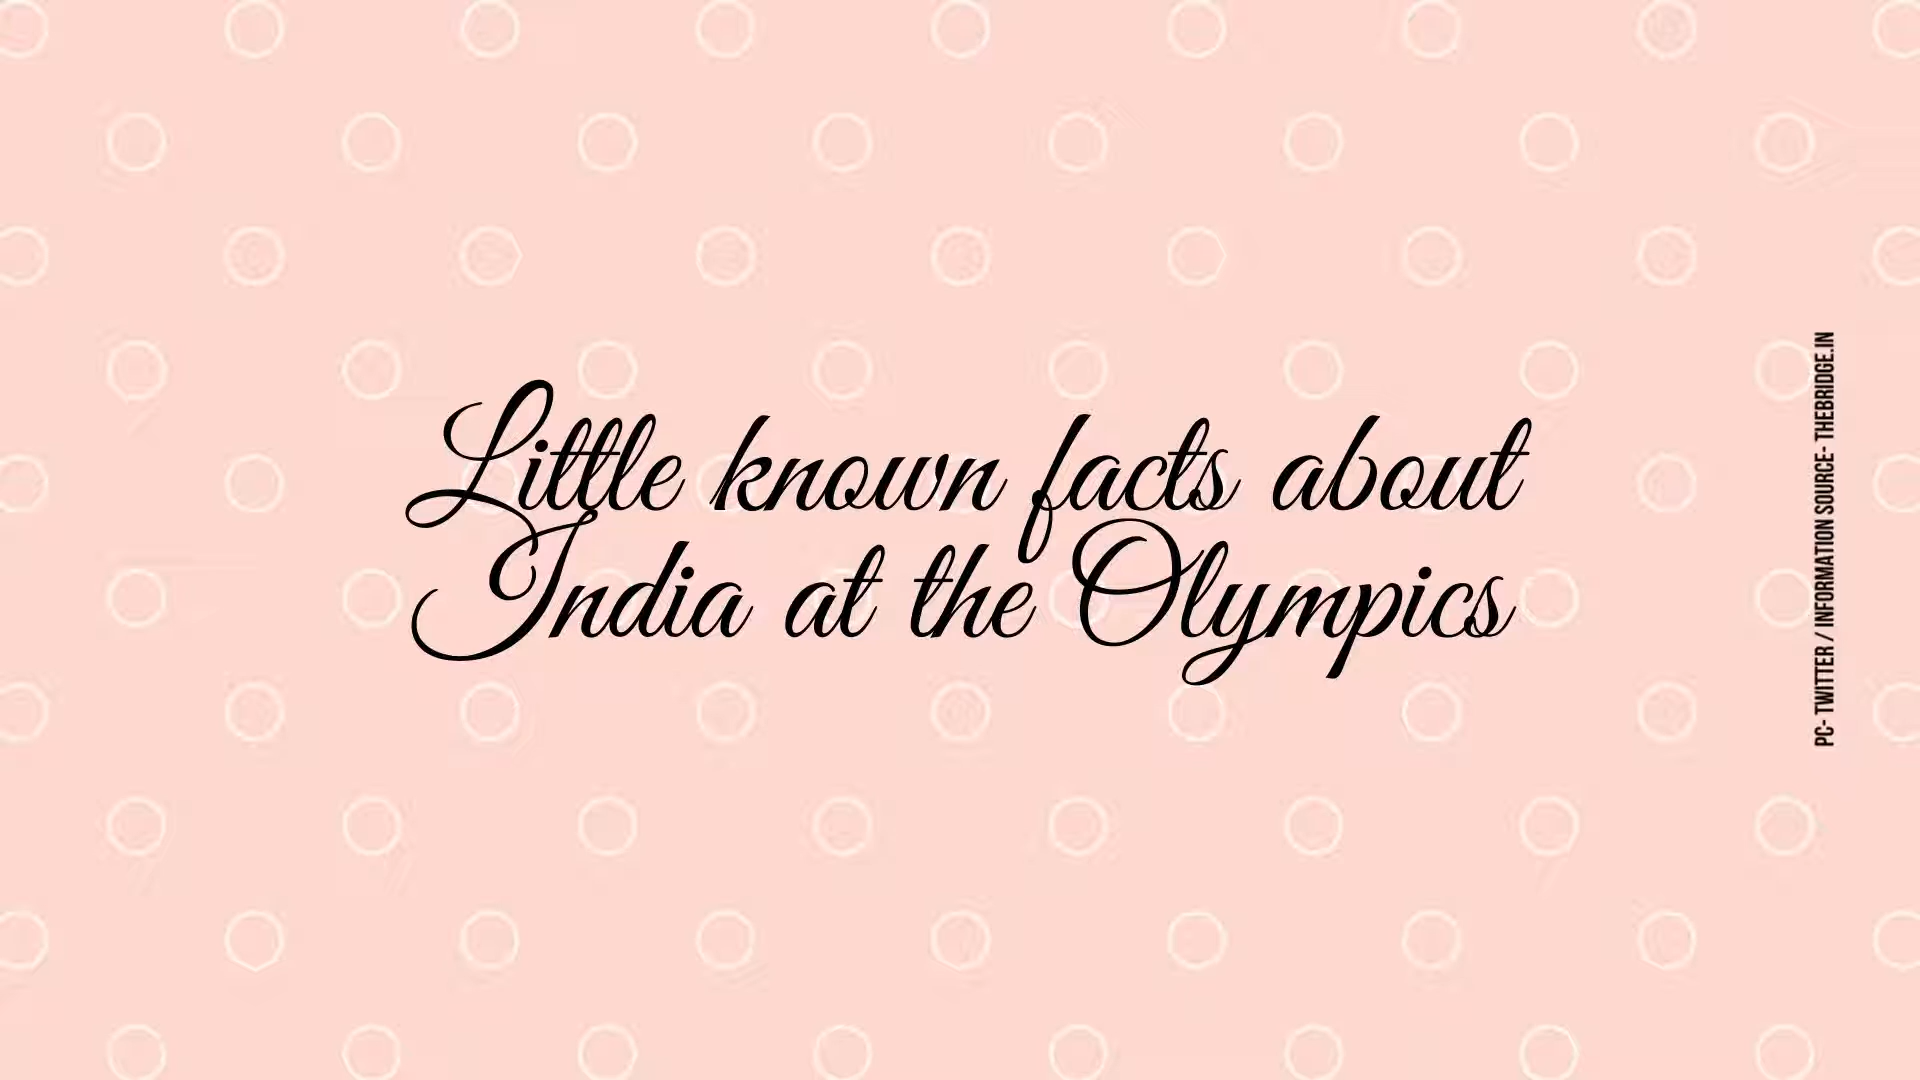 Little known facts about
India at the Olympics
PC- TWITTER / INFORMATION SOURCE- THEBRIDGE.IN